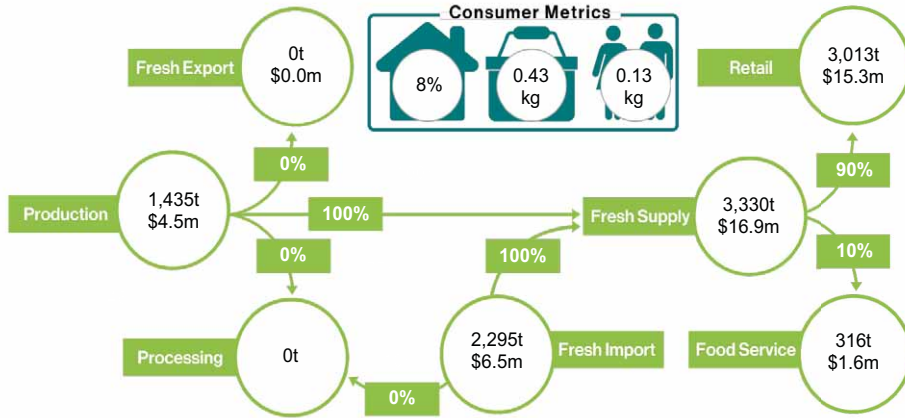 Consumer Metrics
Fresh Export
0t
$0.0m
8%
0.43
kg
0.13
kg
Retail
3,013t
$15.3m
0%
90%
Production
1,435t
$4.5m
100%
Fresh Supply
3,330t
$16.9m
0%
100%
10%
Processing
0t
2,295t
$6.5m
Fresh Import
Food Service
316t
$1.6m
0%